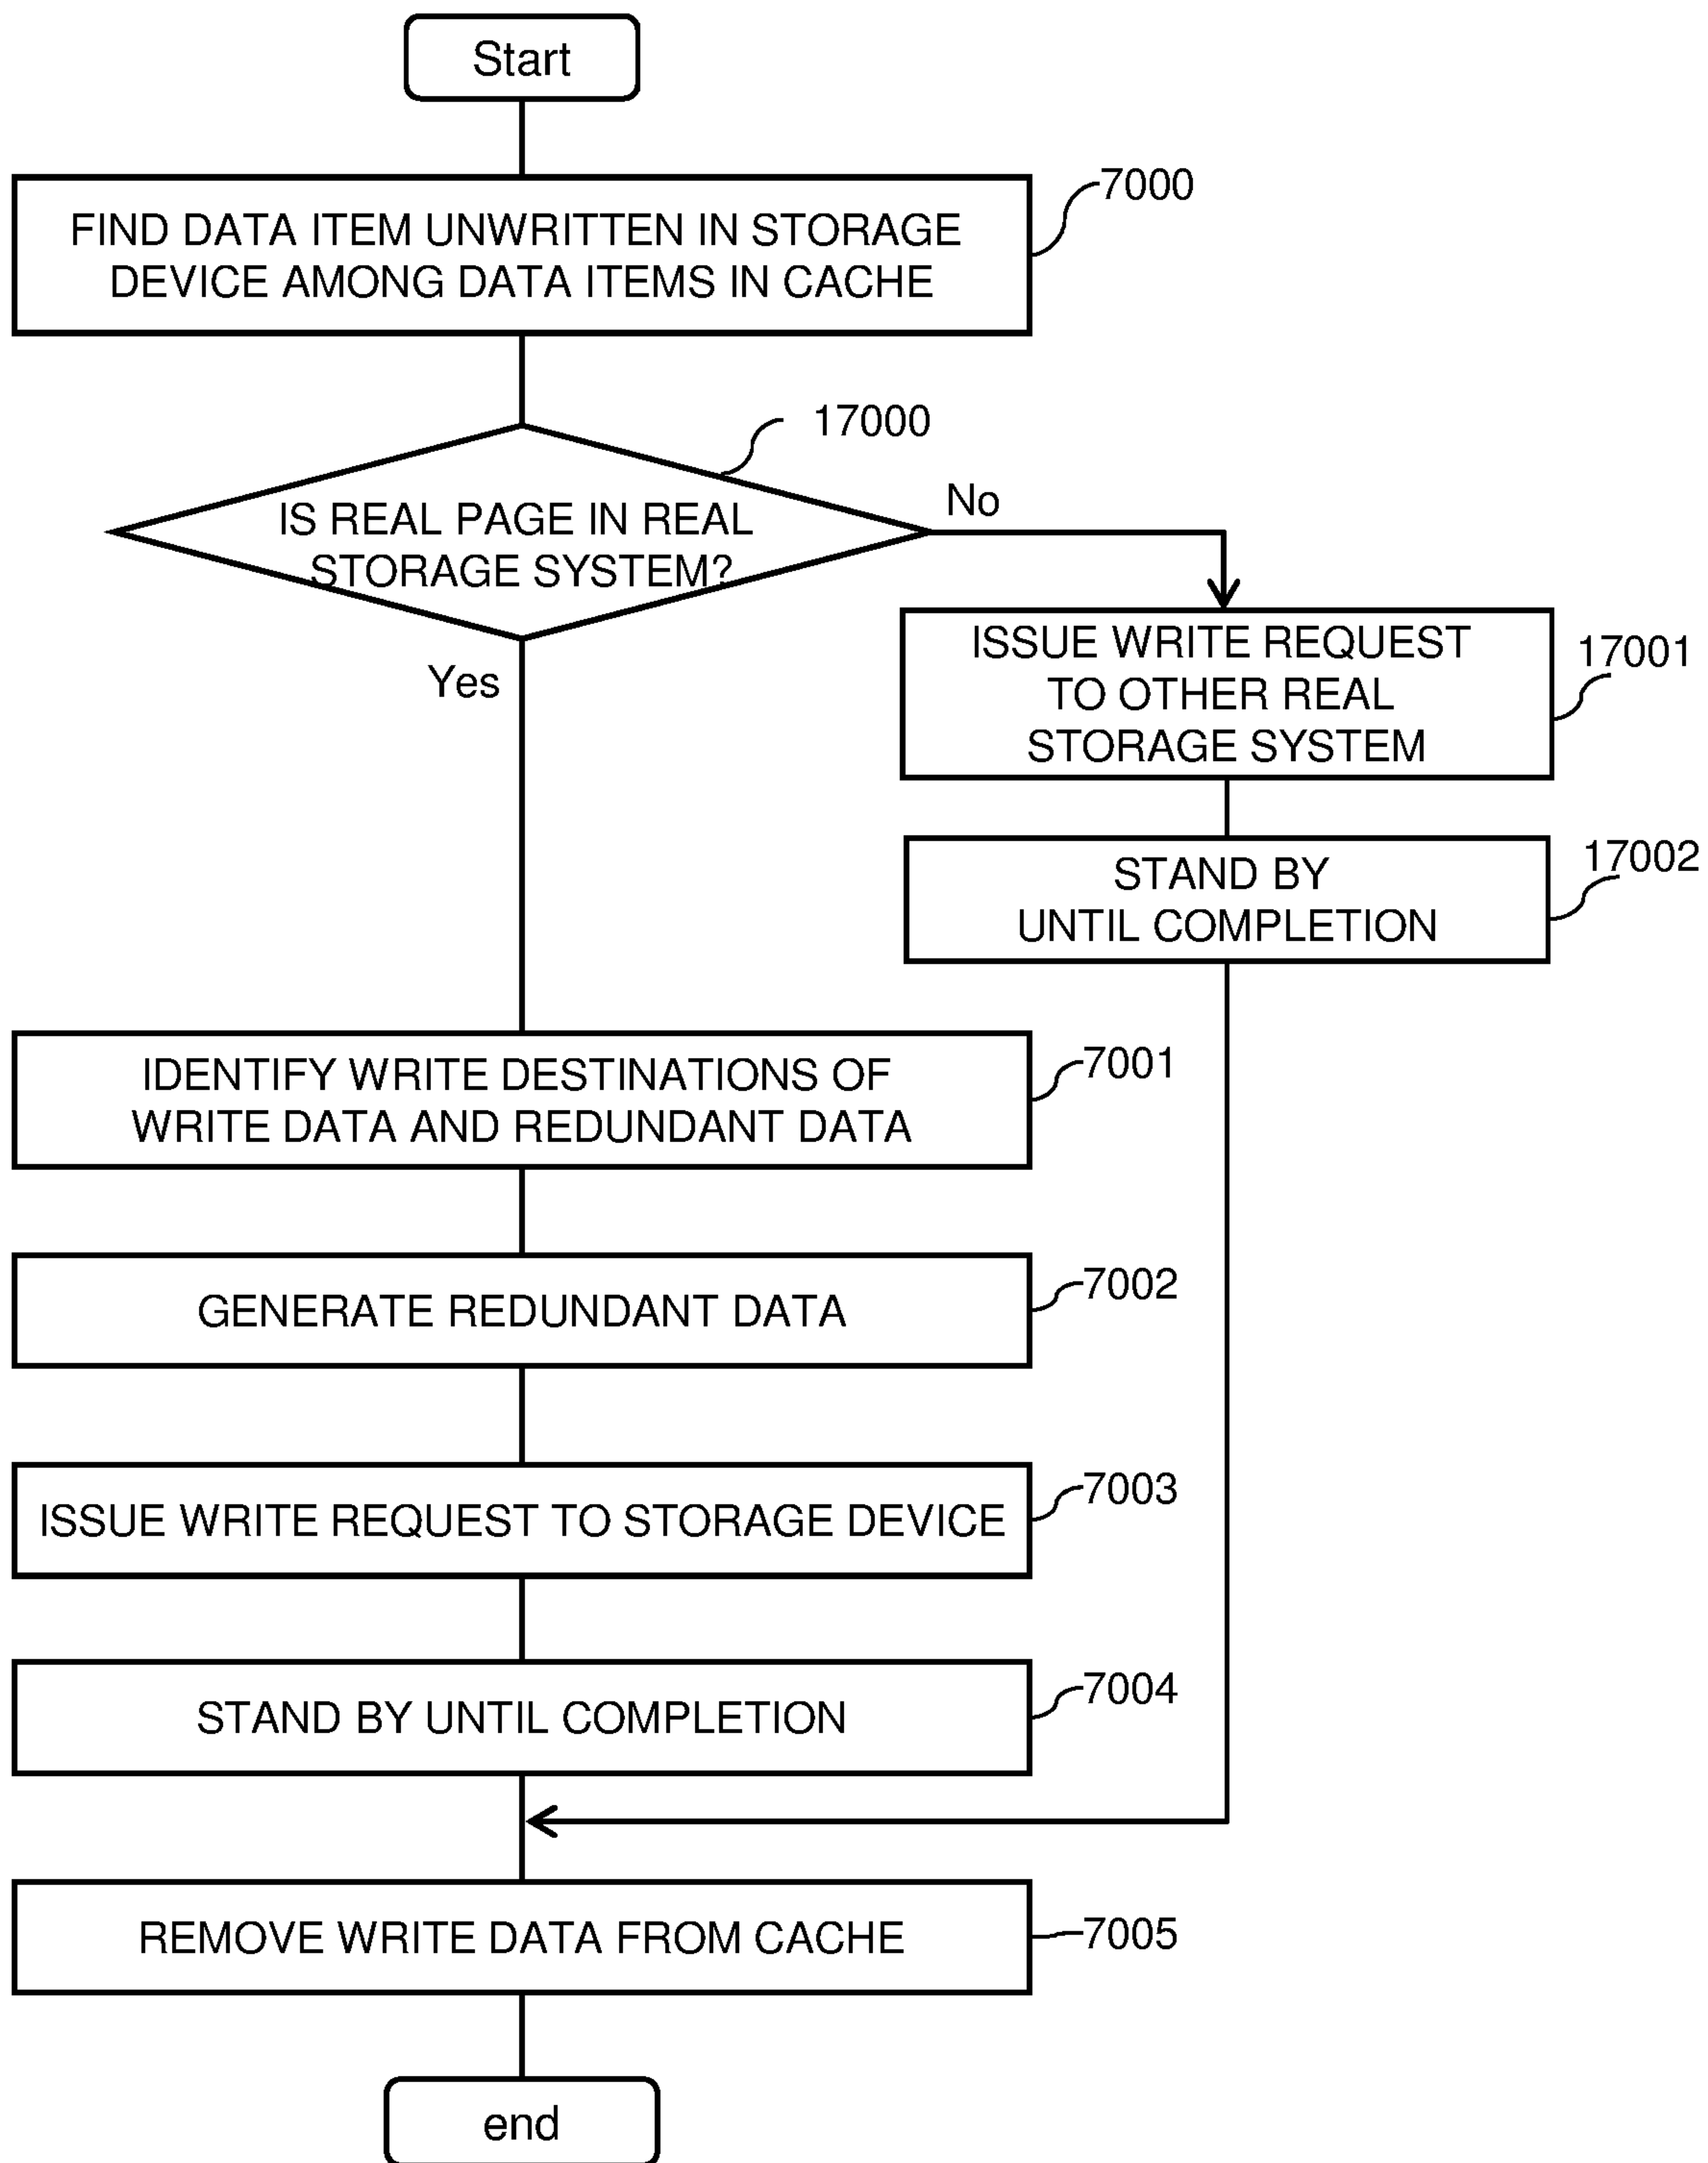 Start
7000
FIND DATA ITEM UNWRITTEN IN STORAGE
DEVICE AMONG DATA ITEMS IN CACHE
17000
IS REAL PAGE IN REAL
STORAGE SYSTEM?
No
Yes
ISSUE WRITE REQUEST
TO OTHER REAL
STORAGE SYSTEM
17001
STAND BY
UNTIL COMPLETION
17002
IDENTIFY WRITE DESTINATIONS OF
WRITE DATA AND REDUNDANT DATA
7001
GENERATE REDUNDANT DATA
7002
ISSUE WRITE REQUEST TO STORAGE DEVICE
7003
STAND BY UNTIL COMPLETION
7004
REMOVE WRITE DATA FROM CACHE
7005
end